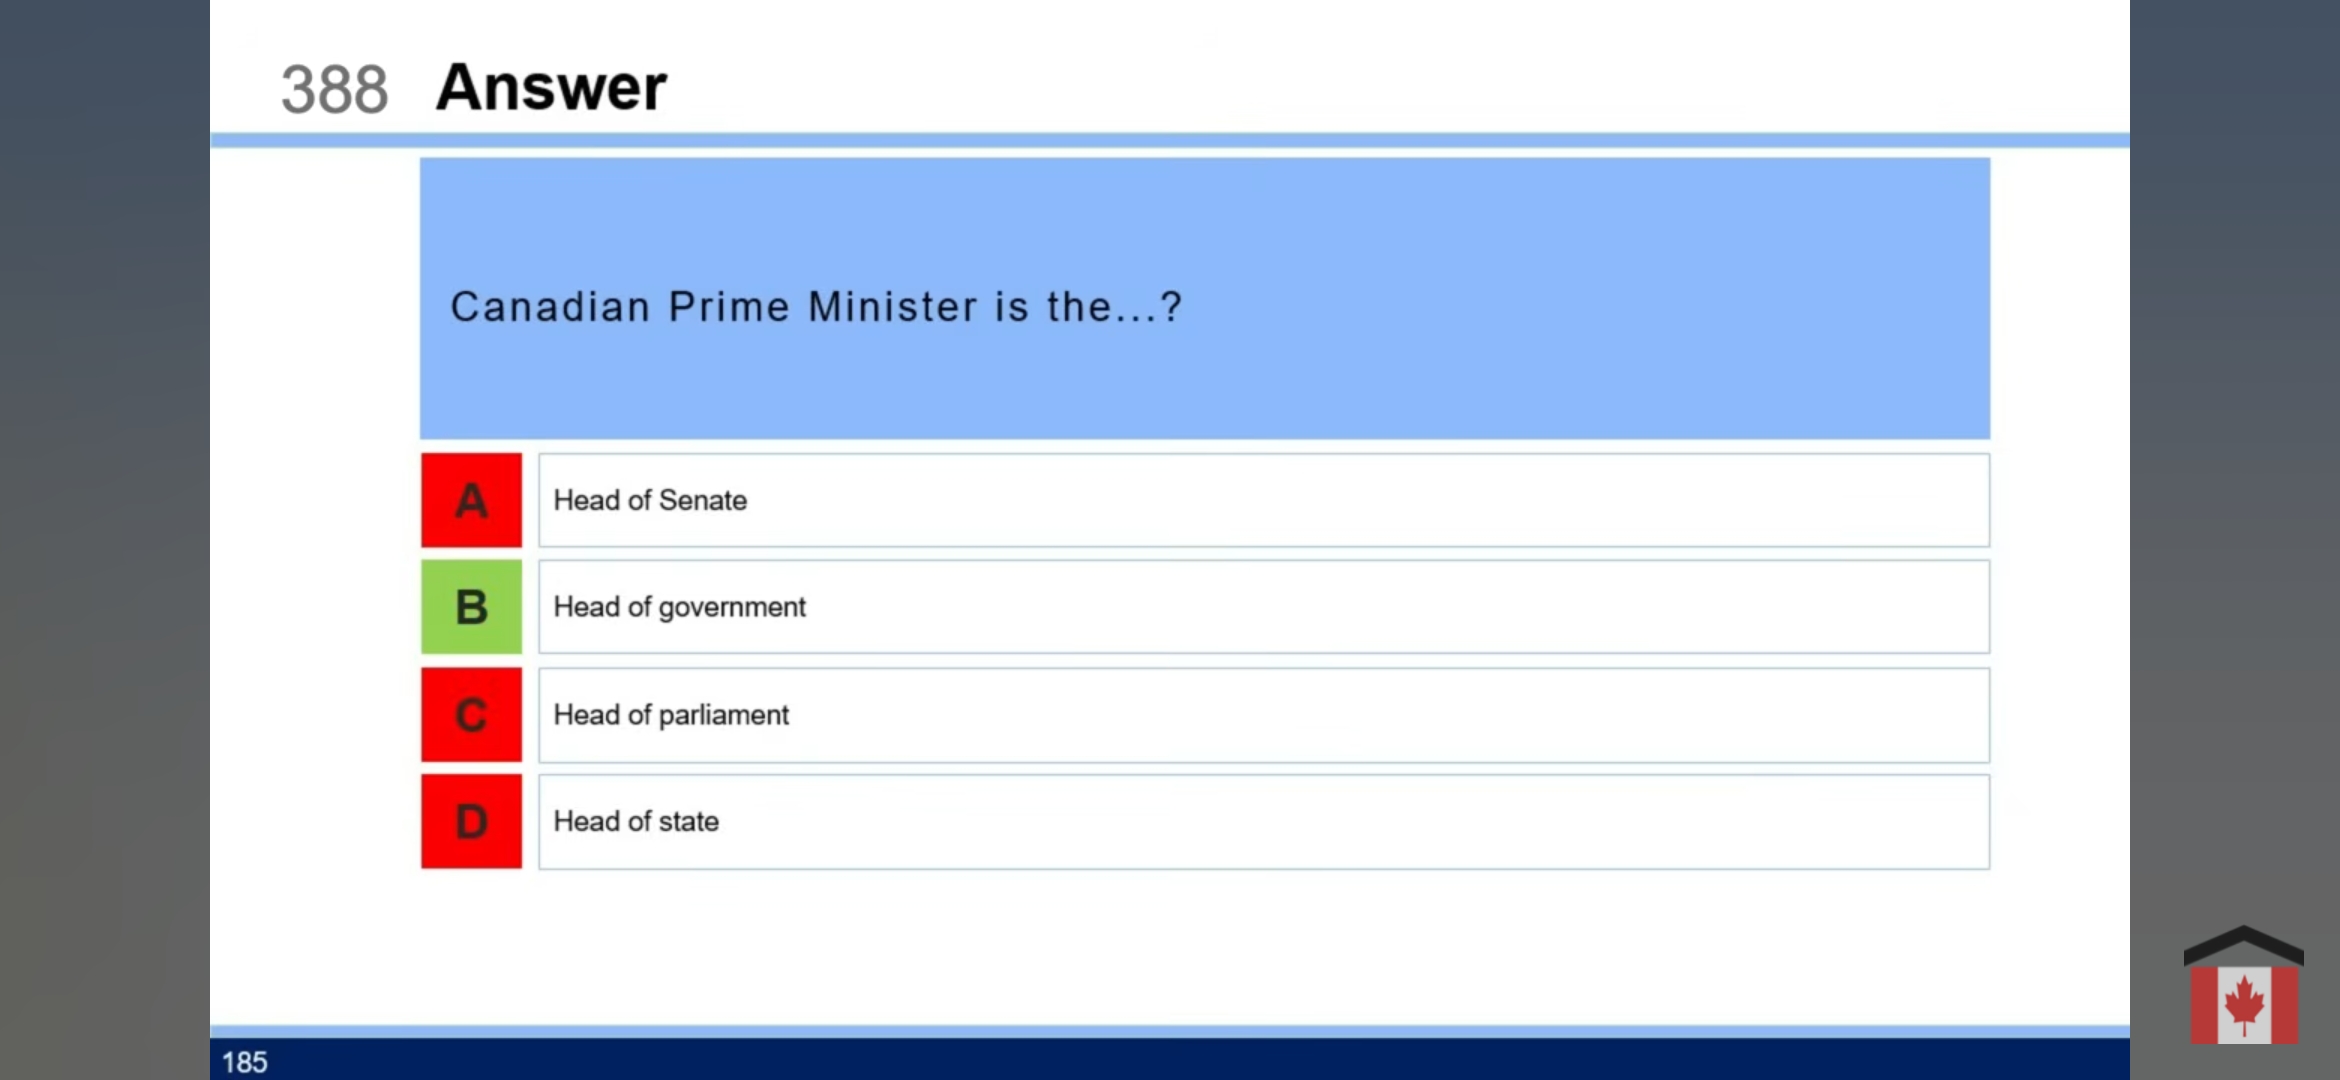 388 Answer
Canadian Prime Minister is the...?
A Head of Senate
B Head of government
C Head of parliament
D Head of state
185